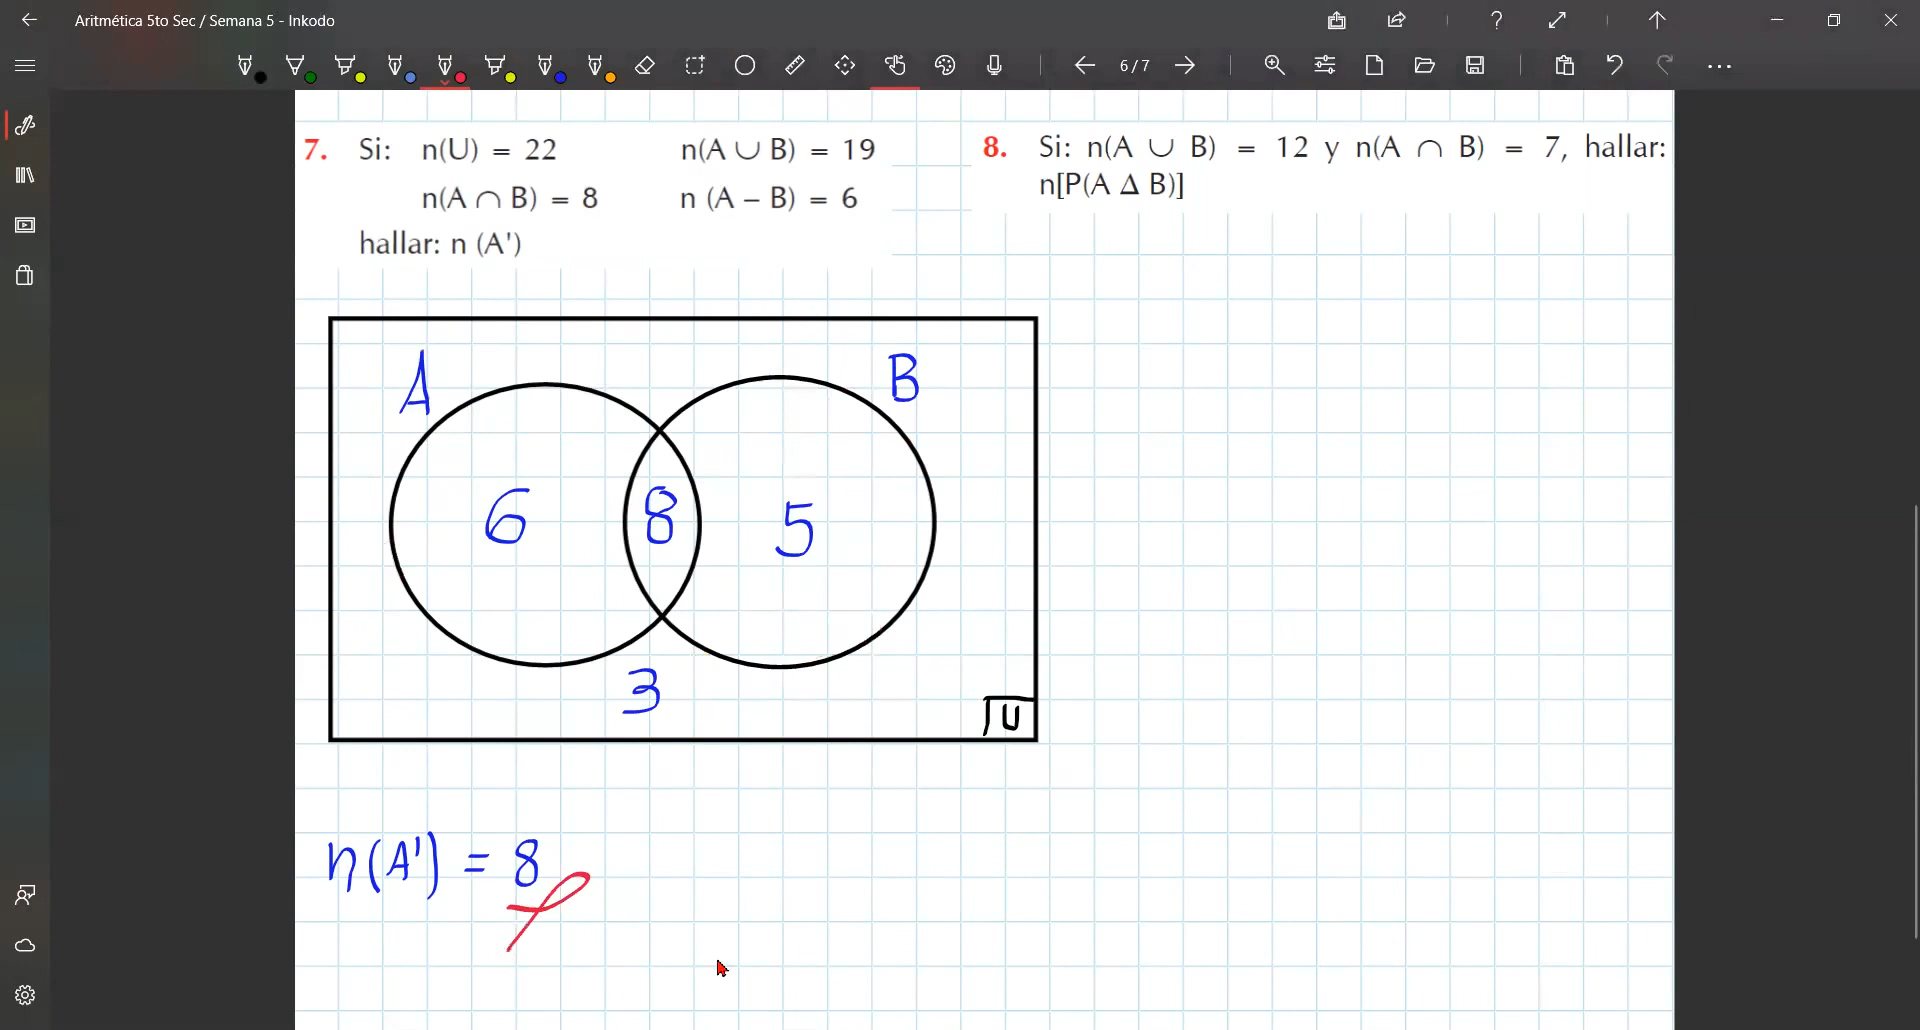 Aritmética 5to Sec / Semana 5 - Inkodo
6 / 7
7. Si: n(U) = 22 n(A ∪ B) = 19
n(A ∩ B) = 8 n (A – B) = 6
hallar: n (A')
8. Si: n(A ∪ B) = 12 y n(A ∩ B) = 7, hallar:
n[P(A Δ B)]
A B
6 8 5
3
U
n(A') = 8